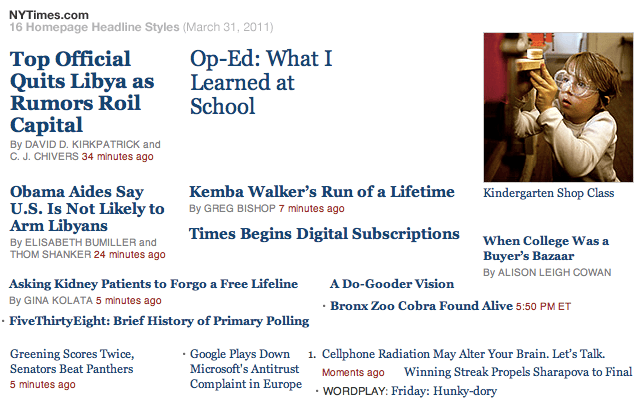 NYTimes.com
16 Homepage Headline Styles (March 31, 2011)
Top Official
Quits Libya as
Rumors Roil
Capital
By DAVID D. KIRKPATRICK and
C. J. CHIVERS 34 minutes ago
Op-Ed: What I
Learned at
School
Kindergarten Shop Class
Obama Aides Say
U.S. Is Not Likely to
Arm Libyans
By ELISABETH BUMILLER and
THOM SHANKER 24 minutes ago
Kemba Walker's Run of a Lifetime
By GREG BISHOP 7 minutes ago
Times Begins Digital Subscriptions
When College Was a
Buyer's Bazaar
By ALISON LEIGH COWAN
Asking Kidney Patients to Forgo a Free Lifeline
By GINA KOLATA 5 minutes ago
· FiveThirtyEight: Brief History of Primary Polling
A Do-Gooder Vision
· Bronx Zoo Cobra Found Alive 5:50 PM ET
Greening Scores Twice,
Senators Beat Panthers
5 minutes ago
· Google Plays Down
Microsoft's Antitrust
Complaint in Europe
1. Cellphone Radiation May Alter Your Brain. Let's Talk.
Moments ago Winning Streak Propels Sharapova to Final
· WORDPLAY: Friday: Hunky-dory